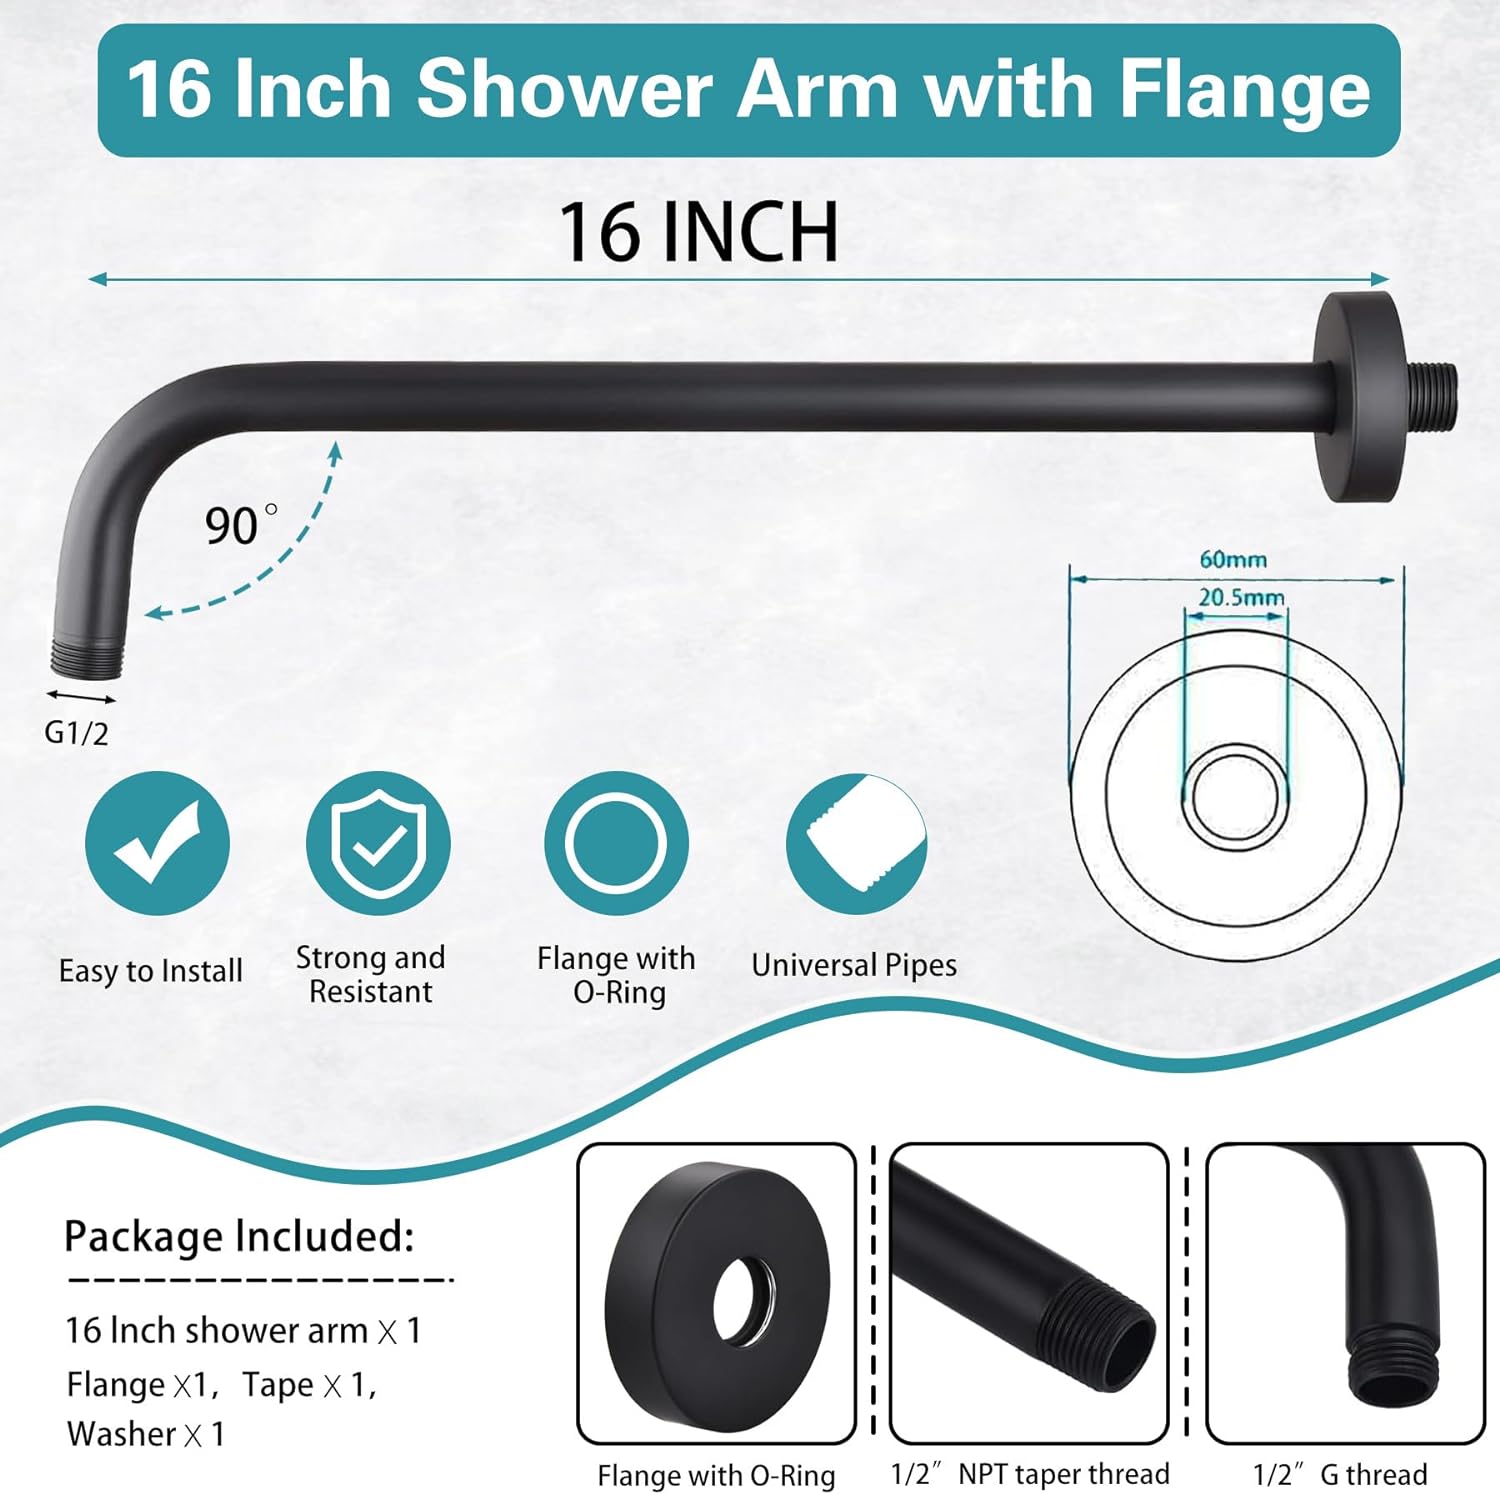 16 Inch Shower Arm with Flange
16 INCH
90°
G1/2
60mm
20.5mm
Easy to Install
Strong and
Resistant
Flange with
O-Ring
Universal Pipes
Package Included:
16 Inch shower arm X 1
Flange X1, Tape X 1,
Washer X 1
Flange with O-Ring
1/2″ NPT taper thread
1/2″ G thread